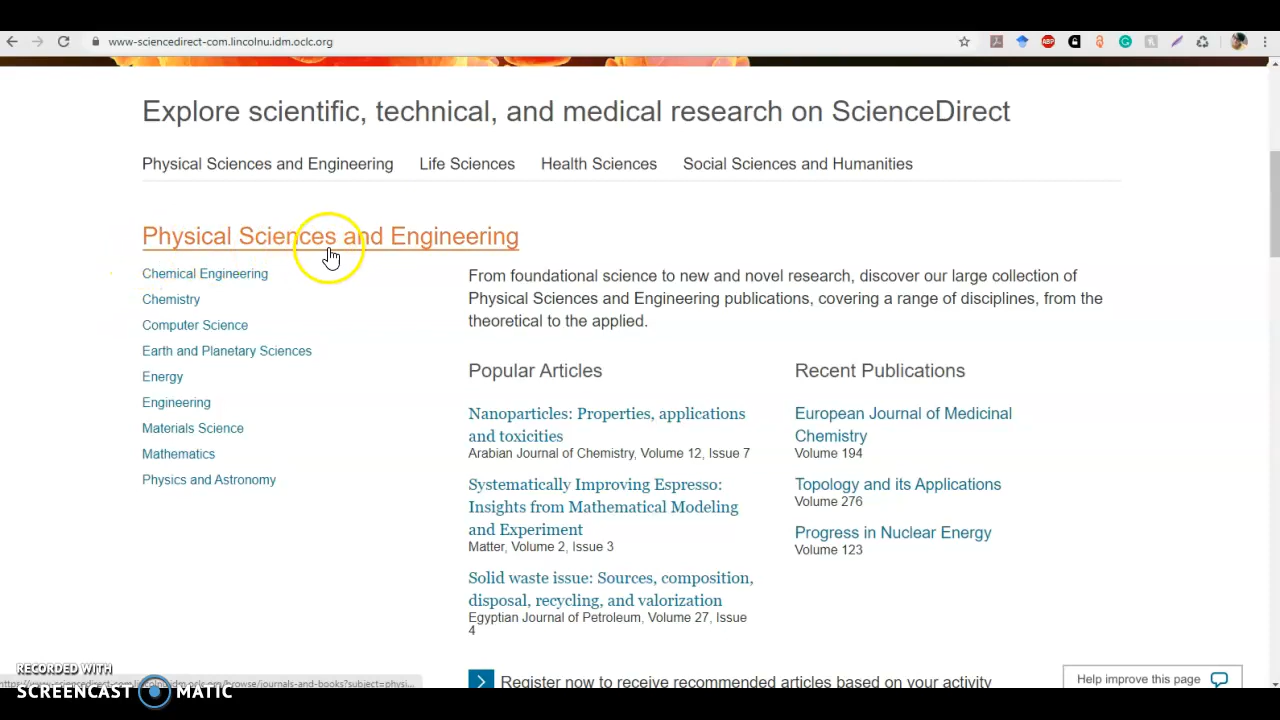 www-sciencedirect-com.lincolnu.idm.oclc.org
ABP
Explore scientific, technical, and medical research on ScienceDirect
Physical Sciences and Engineering
Life Sciences
Health Sciences
Social Sciences and Humanities
Physical Sciences and Engineering
Chemical Engineering
Chemistry
Computer Science
Earth and Planetary Sciences
Energy
Engineering
Materials Science
Mathematics
Physics and Astronomy
From foundational science to new and novel research, discover our large collection of
Physical Sciences and Engineering publications, covering a range of disciplines, from the
theoretical to the applied.
Popular Articles
Nanoparticles: Properties, applications
and toxicities
Arabian Journal of Chemistry, Volume 12, Issue 7
Systematically Improving Espresso:
Insights from Mathematical Modeling
and Experiment
Matter, Volume 2, Issue 3
Solid waste issue: Sources, composition,
disposal, recycling, and valorization
Egyptian Journal of Petroleum, Volume 27, Issue
4
Recent Publications
European Journal of Medicinal
Chemistry
Volume 194
Topology and its Applications
Volume 276
Progress in Nuclear Energy
Volume 123
Register now to receive recommended articles based on your activity
Help improve this page
RECORDED WITH
SCREENCAST MATIC